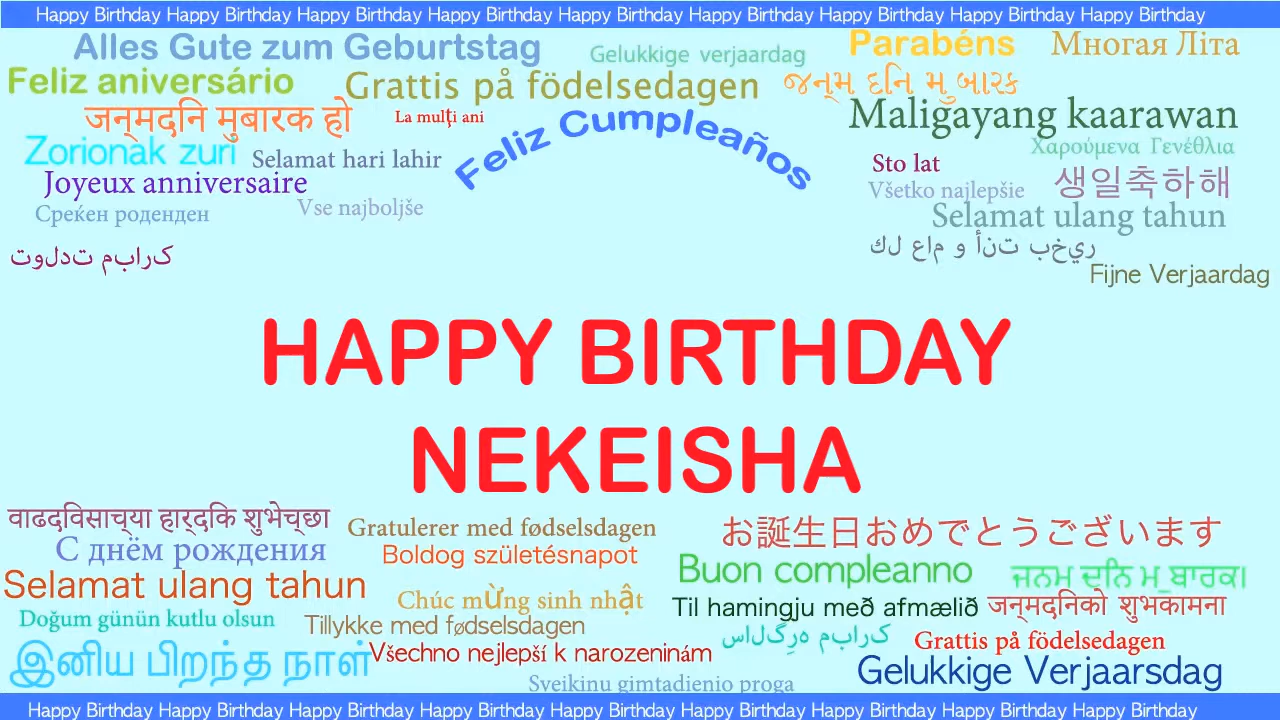 Happy Birthday Happy Birthday Happy Birthday Happy Birthday Happy Birthday Happy Birthday Happy Birthday Happy Birthday Happy Birthday
Alles Gute zum Geburtstag
Gelukkige verjaardag
Parabéns
Многая Літа
Feliz aniversário
Grattis på födelsedagen
જન્મ દનિ મુબારક
जन्मदनि मुबारक हो
La mulţi ani
Feliz Cumpleaños
Maligayang kaarawan
Zorionak zuri
Selamat hari lahir
Χαρούμενα Γενέθλια
Sto lat
Joyeux anniversaire
Všetko najlepšie
생일축하해
Среќен роденден
Vse najboljše
Selamat ulang tahun
تولدت مبارک
كل عام و أنت بخير
Fijne Verjaardag
HAPPY BIRTHDAY
NEKEISHA
वाढदविसाच्या हार्दकि शुभेच्छा
Gratulerer med fødselsdagen
お誕生日おめでとうございます
С днём рождения
Boldog születésnapot
Buon compleanno
ਜਨਮ ਦਨਿ ਮੁਬਾਰਕ।
Selamat ulang tahun
Chúc mừng sinh nhật
Til hamingju með afmælið
जन्मदनिको शुभकामना
Doğum günün kutlu olsun
Tillykke med fødselsdagen
سالگرہ مبارک
Grattis på födelsedagen
இனிய பிறந்த நாள்
Všechno nejlepší k narozeninám
Gelukkige Verjaarsdag
Sveikinu gimtadienio proga
Happy Birthday Happy Birthday Happy Birthday Happy Birthday Happy Birthday Happy Birthday Happy Birthday Happy Birthday Happy Birthday